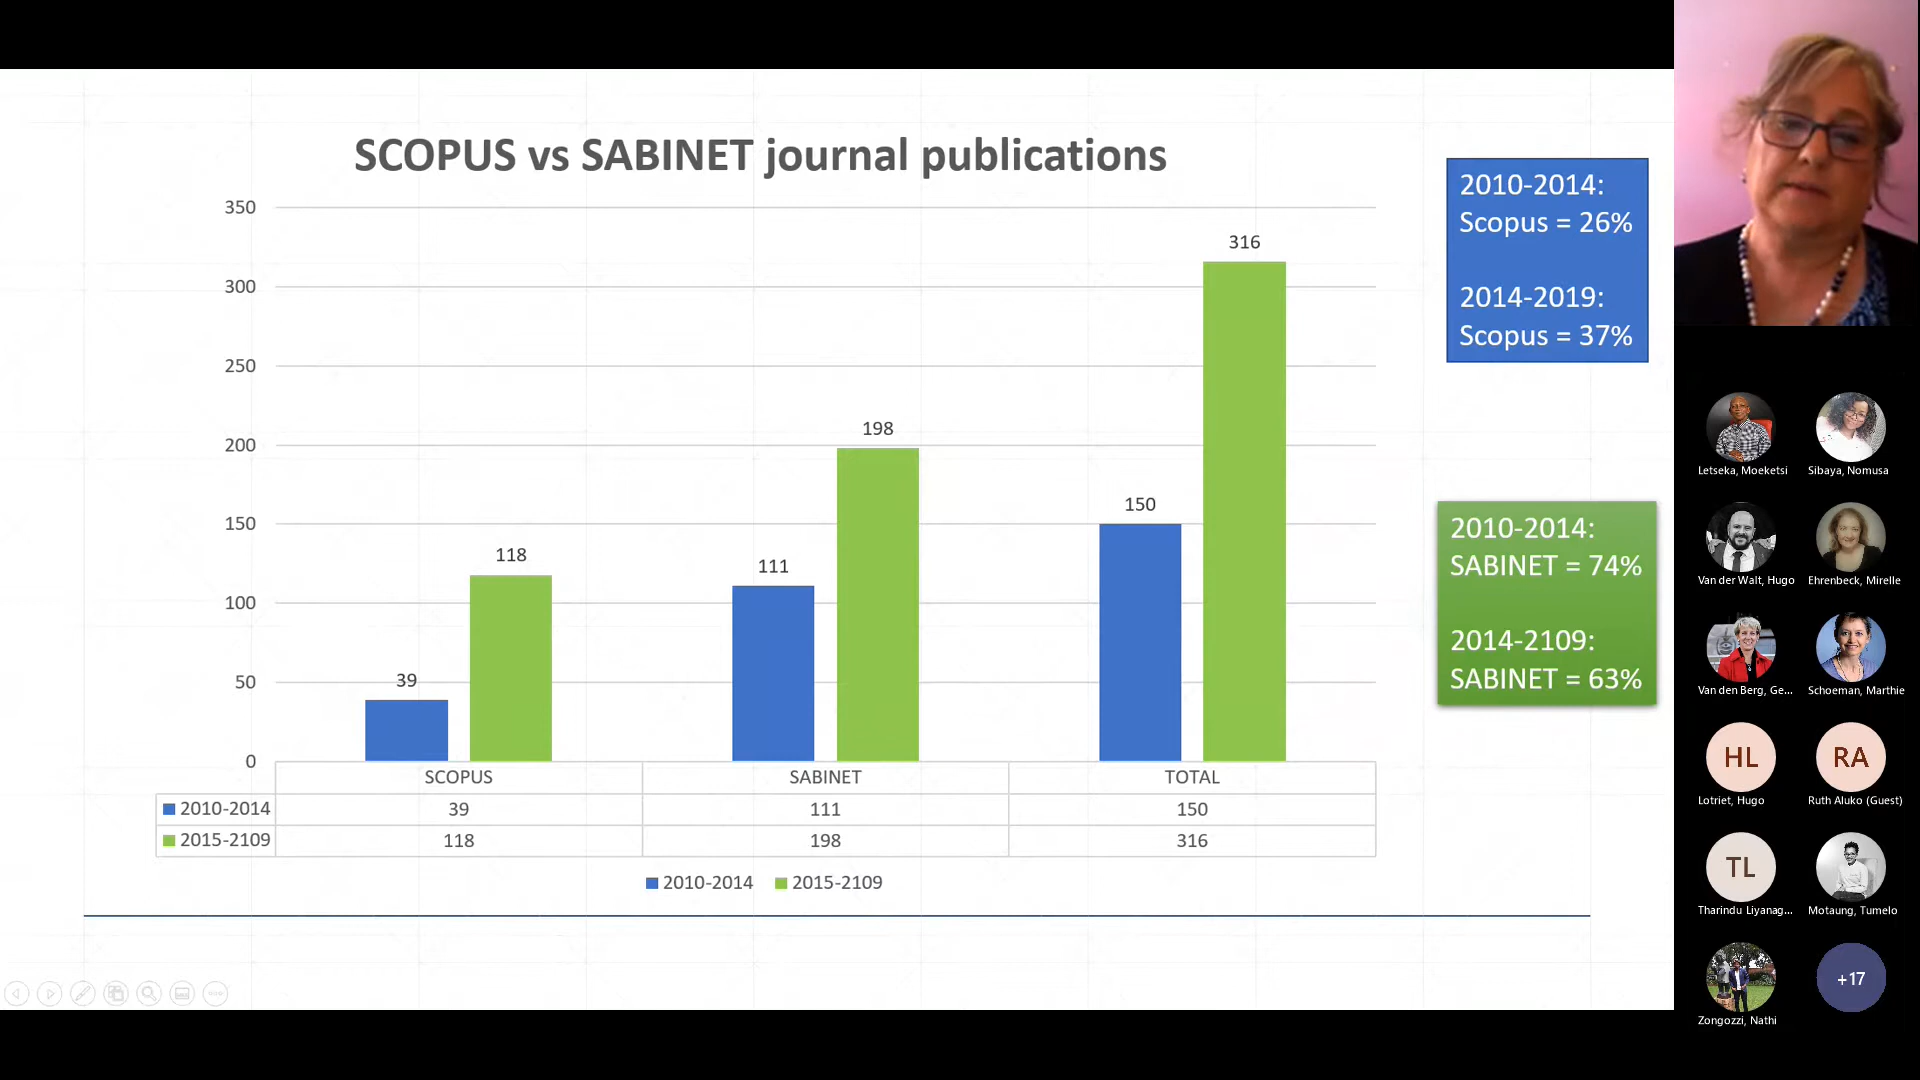 SCOPUS vs SABINET journal publications
350
300
250
200
150
100
50
0
39
118
111
198
150
316
SCOPUS SABINET TOTAL
2010-2014 39 111 150
2015-2109 118 198 316
2010-2014 2015-2109
2010-2014:
Scopus = 26%
2014-2019:
Scopus = 37%
2010-2014:
SABINET = 74%
2014-2109:
SABINET = 63%
Letseka, Moeketsi
Sibaya, Nomusa
Van der Walt, Hugo
Ehrenbeck, Mirelle
Van den Berg, Ge...
Schoeman, Marthie
HL
Lotriet, Hugo
RA
Ruth Aluko (Guest)
TL
Tharindu Liyanag...
Motaung, Tumelo
Zongozzi, Nathi
+17